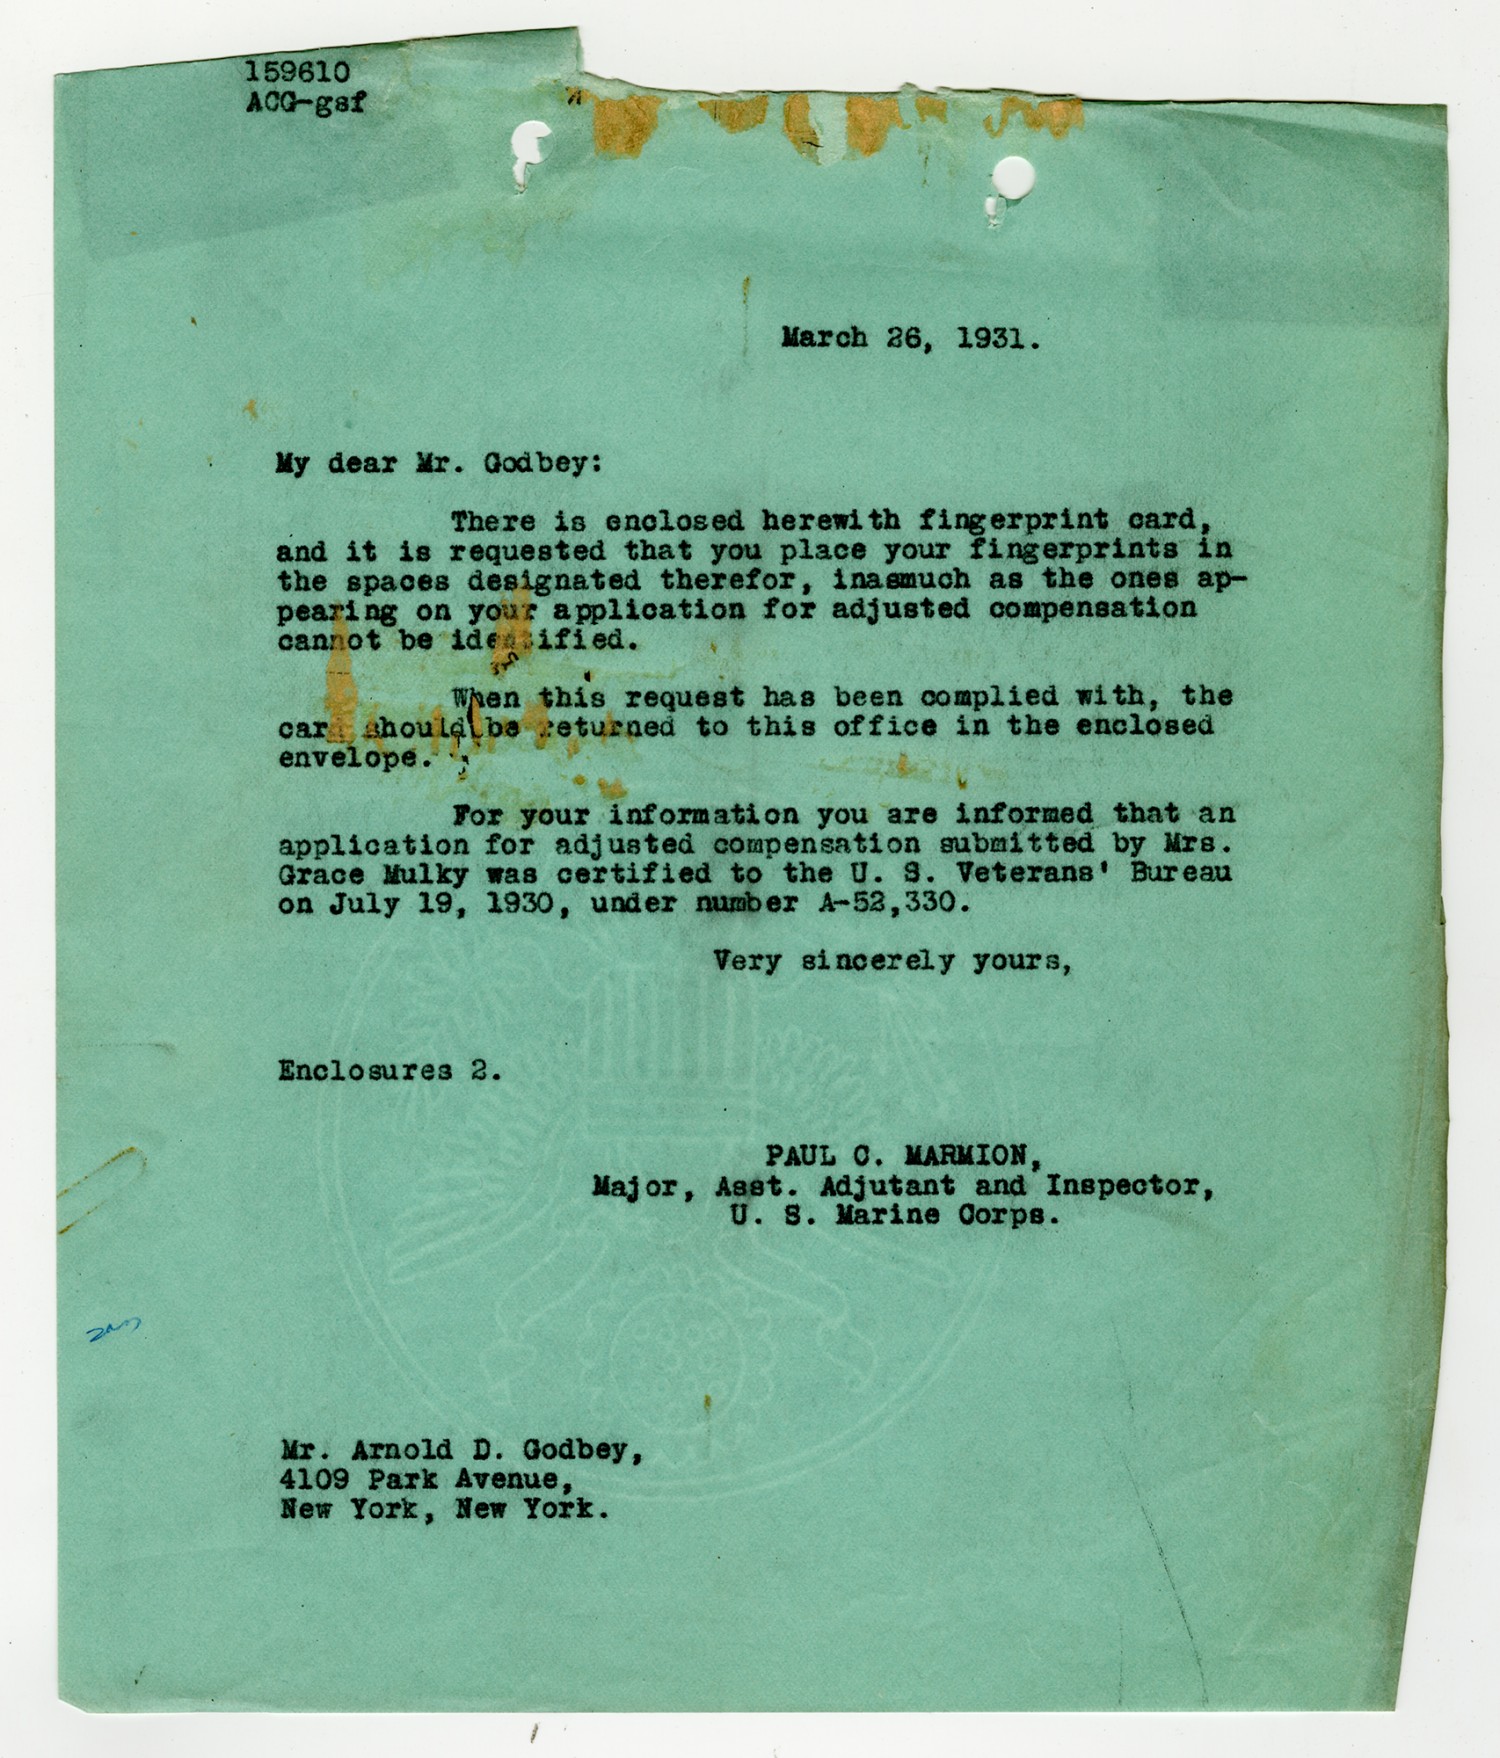 159610
ACG-gsf
March 26, 1931.
My dear Mr. Godbey:
There is enclosed herewith fingerprint card,
and it is requested that you place your fingerprints in
the spaces designated therefor, inasmuch as the ones ap-
pearing on your application for adjusted compensation
cannot be identified.
When this request has been complied with, the
card should be returned to this office in the enclosed
envelope.
For your information you are informed that an
application for adjusted compensation submitted by Mrs.
Grace Mulky was certified to the U. S. Veterans' Bureau
on July 19, 1930, under number A-52,330.
Very sincerely yours,
Enclosures 2.
PAUL C. MARMION,
Major, Asst. Adjutant and Inspector,
U. S. Marine Corps.
Mr. Arnold D. Godbey,
4109 Park Avenue,
New York, New York.